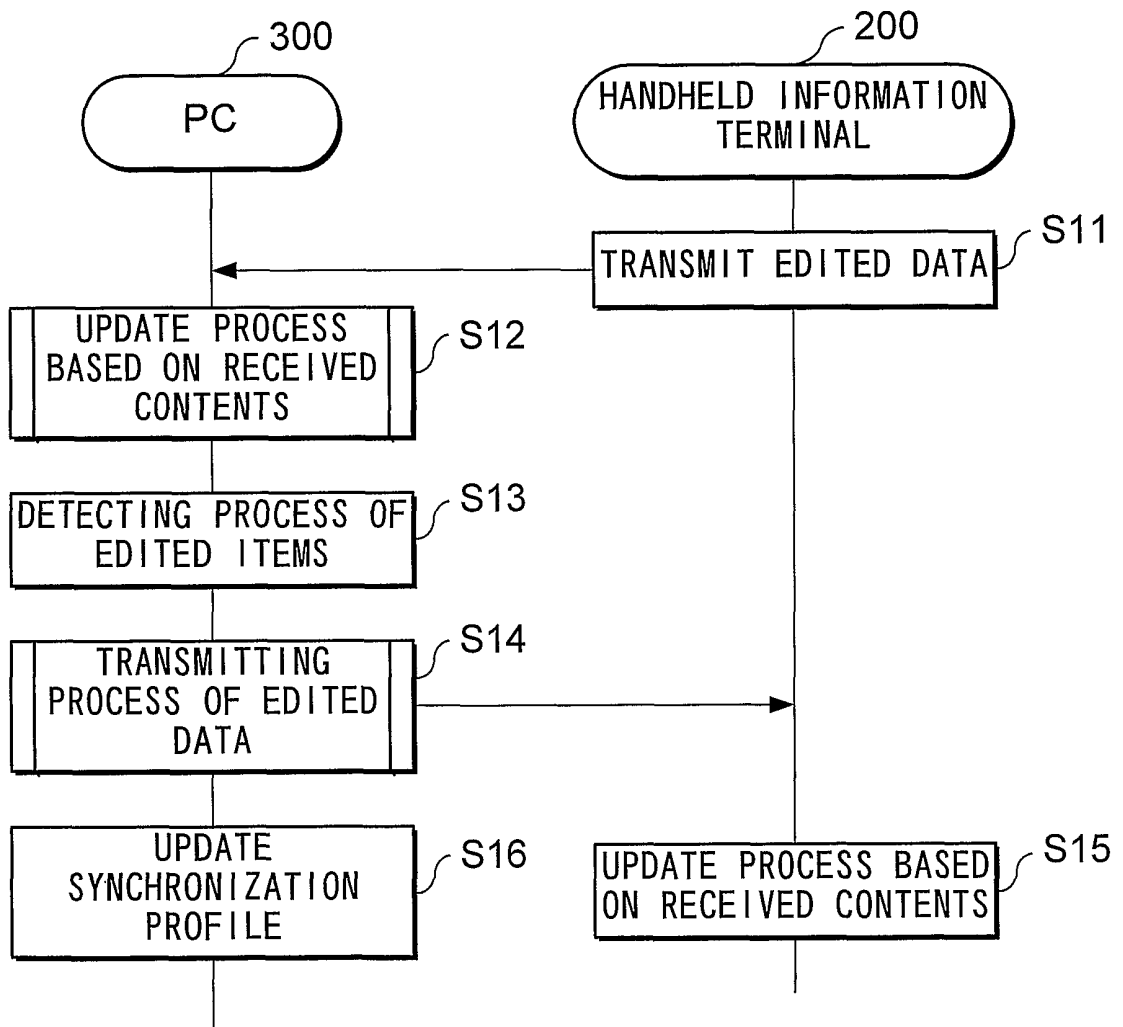 300
200
PC
HANDHELD INFORMATION
TERMINAL
S11
TRANSMIT EDITED DATA
UPDATE PROCESS
BASED ON RECEIVED
CONTENTS
S12
DETECTING PROCESS OF
EDITED ITEMS
S13
TRANSMITTING
PROCESS OF EDITED
DATA
S14
UPDATE
SYNCHRONIZATION
PROFILE
S16
UPDATE PROCESS BASED
ON RECEIVED CONTENTS
S15